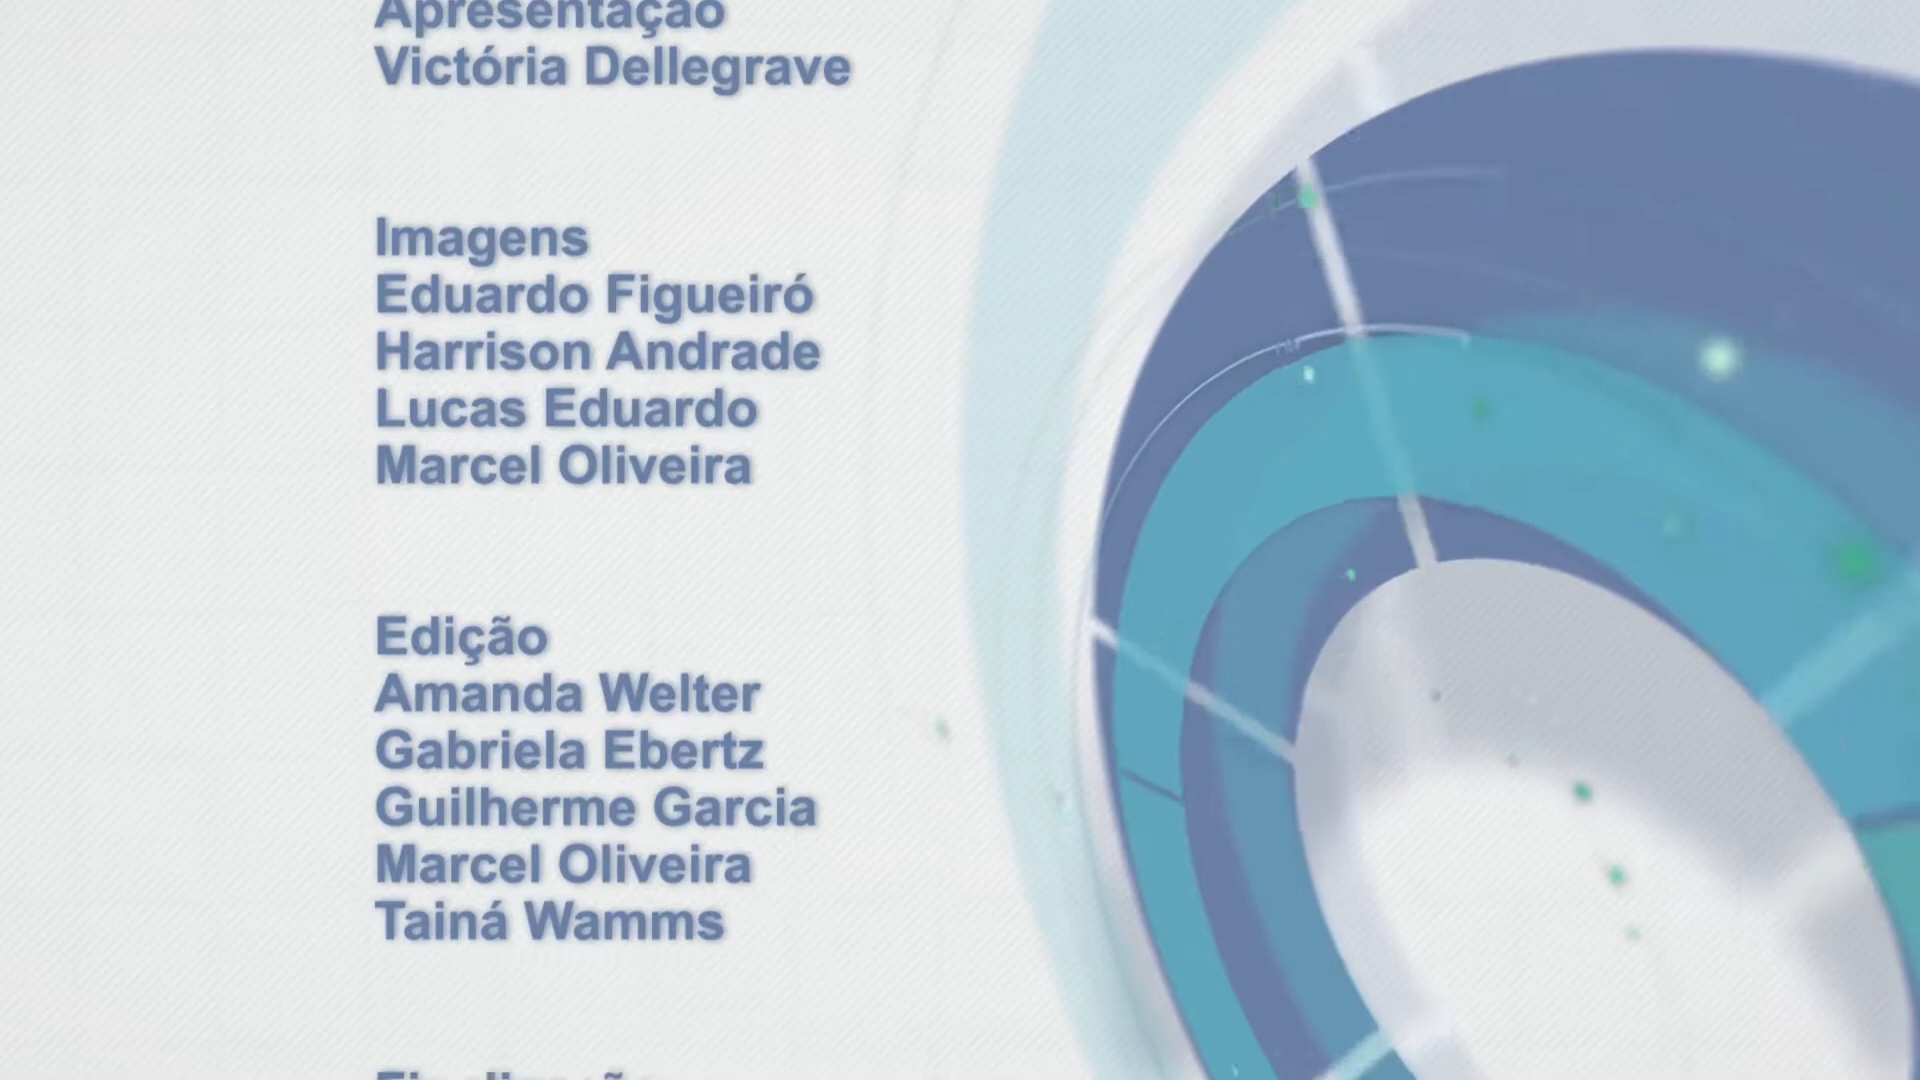 Apresentação
Victória Dellegrave
Imagens
Eduardo Figueiró
Harrison Andrade
Lucas Eduardo
Marcel Oliveira
Edição
Amanda Welter
Gabriela Ebertz
Guilherme Garcia
Marcel Oliveira
Tainá Wamms